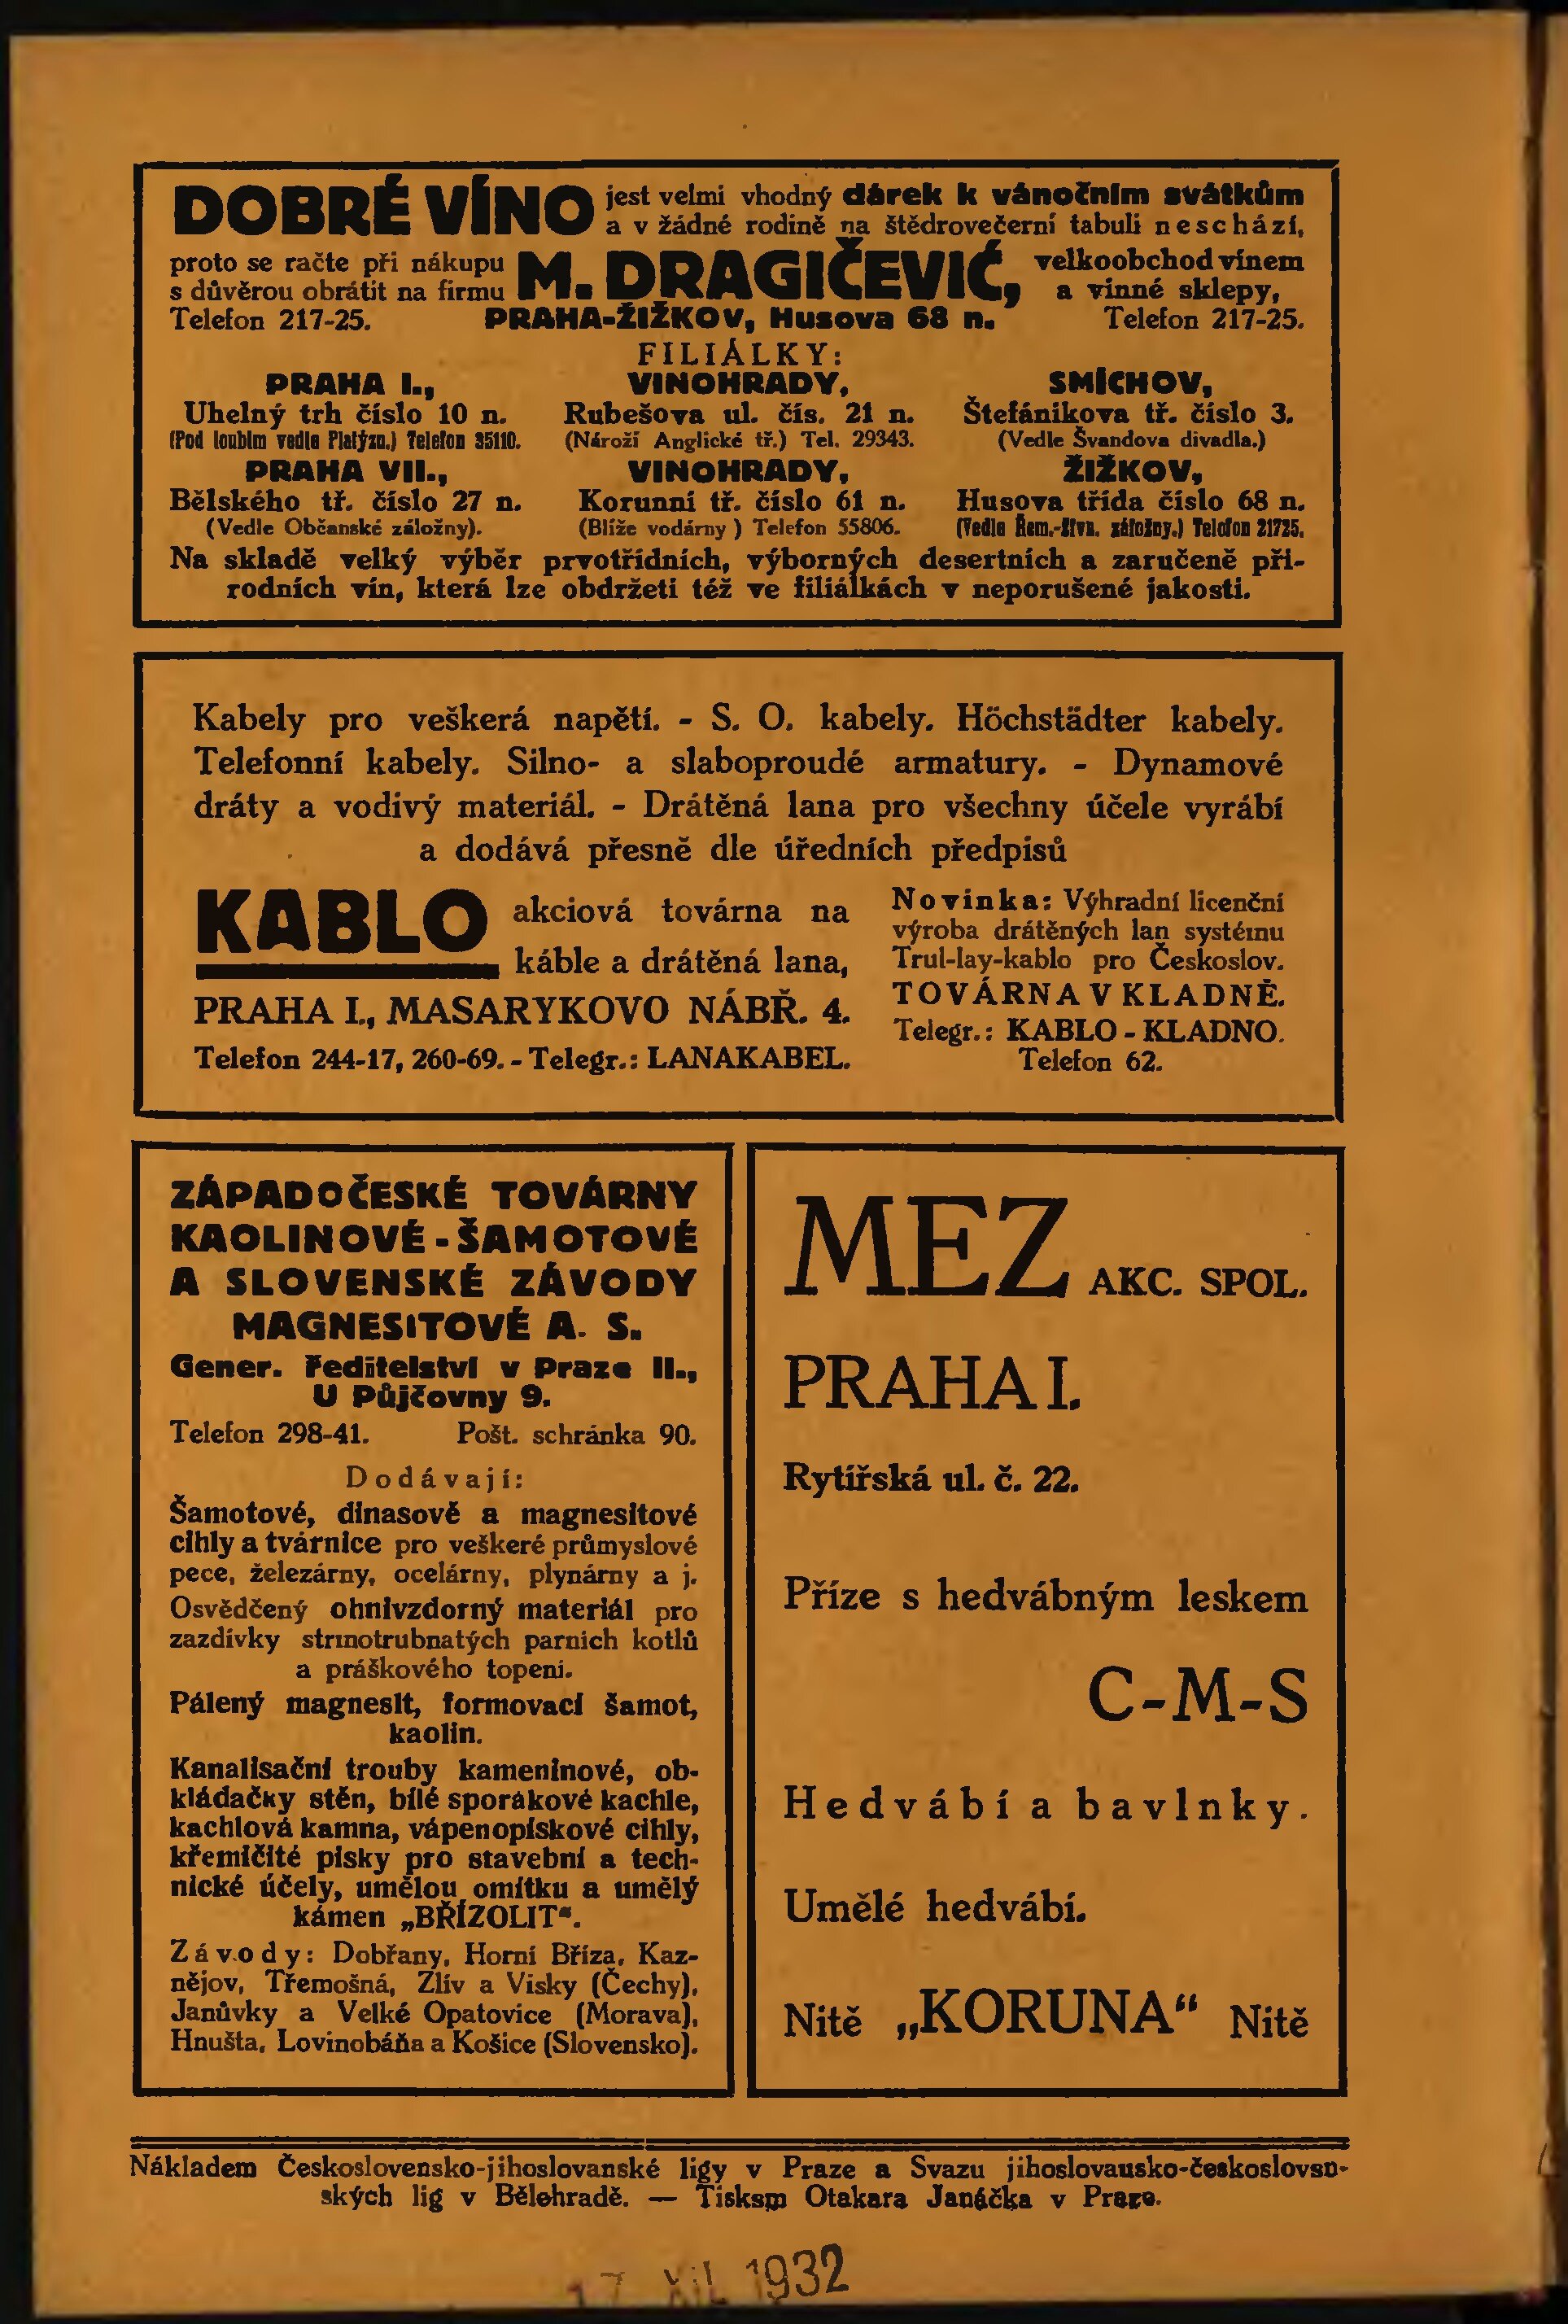 DOBRÉ VÍNO jest velmi vhodný dárek k vánočním svátkům
a v žádné rodině na štědrovečerní tabuli neschází,
proto se račte při nákupu
s důvěrou obrátit na firmu M. DRAGIČEVIĆ, velkoobchod vínem
a vinné sklepy,
Telefon 217-25. PRAHA-ŽIŽKOV, Husova 68 n. Telefon 217-25.
FILIÁLKY:
PRAHA I., VINOHRADY, SMÍCHOV,
Uhelný trh číslo 10 n. Rubešova ul. čís. 21 n. Štefánikova tř. číslo 3.
(Pod loubím vedle Platýzu.) Telefon 35110. (Nároží Anglické tř.) Tel. 29343. (Vedle Švandova divadla.)
PRAHA VII., VINOHRADY, ŽIŽKOV,
Bělského tř. číslo 27 n. Korunní tř. číslo 61 n. Husova třída číslo 68 n.
(Vedle Občanské záložny). (Blíže vodárny ) Telefon 55806. (Vedle Řem.-živn. záložny.) Telefon 21725.
Na skladě velký výběr prvotřídních, výborných desertních a zaručeně při-
rodních vín, která lze obdržeti též ve filiálkách v neporušené jakosti.
Kabely pro veškerá napětí. - S. O. kabely. Höchstädter kabely.
Telefonní kabely. Silno- a slaboproudé armatury. - Dynamové
dráty a vodivý materiál. - Drátěná lana pro všechny účele vyrábí
a dodává přesně dle úředních předpisů
KABLO akciová továrna na
káble a drátěná lana,
PRAHA I., MASARYKOVO NÁBŘ. 4.
Telefon 244-17, 260-69. - Telegr.: LANAKABEL.
Novinka: Výhradní licenční
výroba drátěných lan systému
Trul-lay-kablo pro Českoslov.
TOVÁRNA V KLADNĚ.
Telegr.: KABLO - KLADNO.
Telefon 62.
ZÁPADOČESKÉ TOVÁRNY
KAOLINOVÉ - ŠAMOTOVÉ
A SLOVENSKÉ ZÁVODY
MAGNESITOVÉ A. S.
Gener. ředitelství v Praze II.,
U Půjčovny 9.
Telefon 298-41. Pošt. schránka 90.
Dodávají:
Šamotové, dinasově a magnesitové
cihly a tvárnice pro veškeré průmyslové
pece, železárny, ocelárny, plynárny a j.
Osvědčený ohnivzdorný materiál pro
zazdívky strmotrubnatých parních kotlů
a práškového topení.
Pálený magnesit, formovací šamot,
kaolin.
Kanalisační trouby kameninové, ob-
kládačky stěn, bílé sporákové kachle,
kachlová kamna, vápenopískové cihly,
křemičité písky pro stavební a tech-
nické účely, umělou omítku a umělý
kámen „BŘÍZOLIT“.
Závody: Dobřany, Horní Bříza, Kaz-
nějov, Třemošná, Zliv a Visky (Čechy),
Janůvky a Velké Opatovice (Morava),
Hnušťa, Lovinobáňa a Košice (Slovensko).
MEZ AKC. SPOL.
PRAHA I.
Rytířská ul. č. 22.
Příze s hedvábným leskem
C-M-S
Hedvábí a bavlnky.
Umělé hedvábí.
Nitě „KORUNA“ Nitě
Nákladem Československo-jihoslovanské ligy v Praze a Svazu jihoslovansko-českosloven-
ských lig v Bělehradě. — Tiskem Otakara Janáčka v Praze.
17 XII. 1932